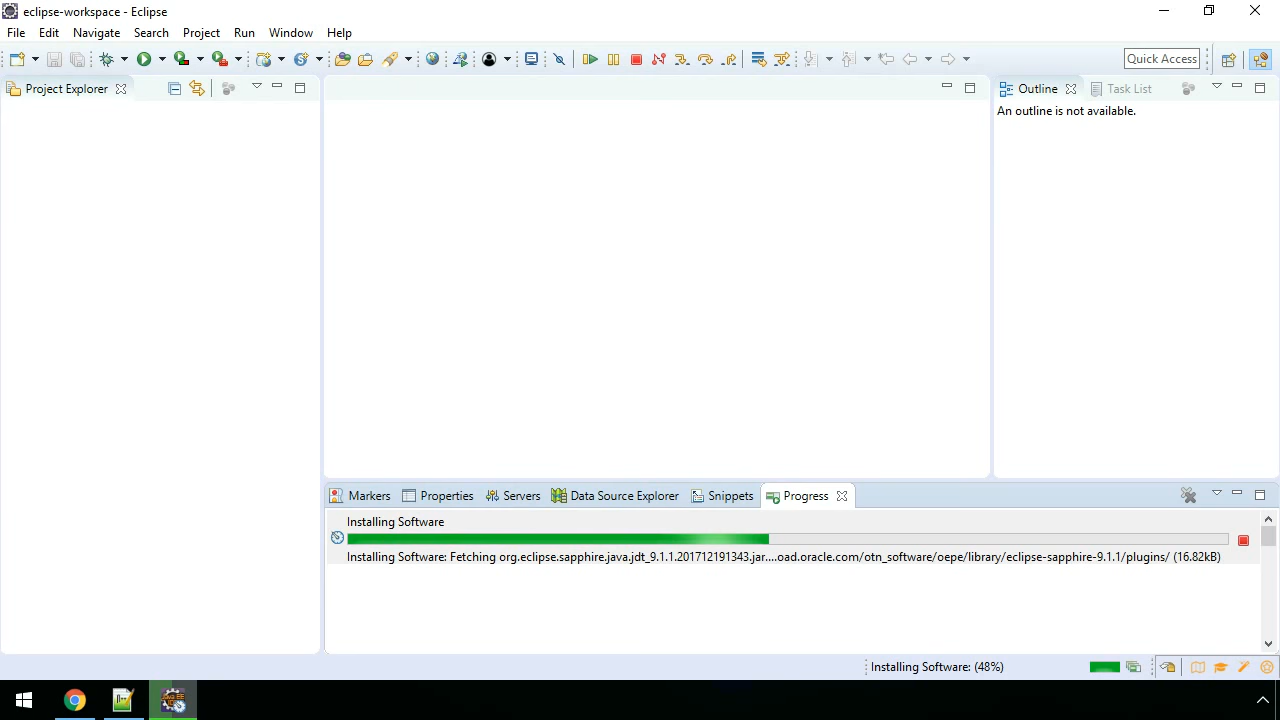 eclipse-workspace - Eclipse
File Edit Navigate Search Project Run Window Help
Quick Access
Project Explorer
Outline Task List
An outline is not available.
Markers Properties Servers Data Source Explorer Snippets Progress
Installing Software
Installing Software: Fetching org.eclipse.sapphire.java.jdt_9.1.1.201712191343.jar....oad.oracle.com/otn_software/oepe/library/eclipse-sapphire-9.1.1/plugins/ (16.82kB)
Installing Software: (48%)